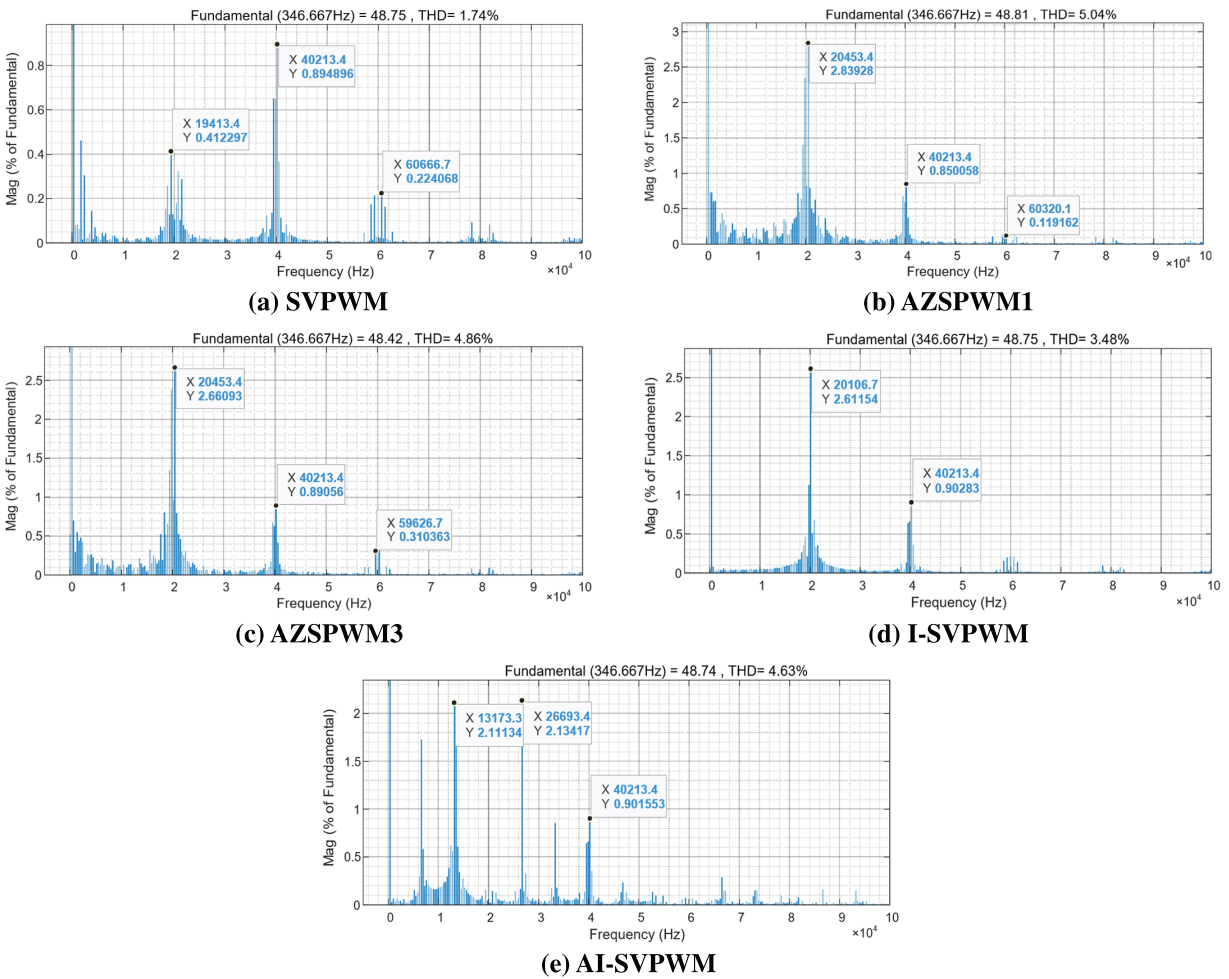 Fundamental (346.667Hz) = 48.75 , THD= 1.74%
Mag (% of Fundamental)
0.8
0.6
0.4
0.2
0
X 19413.4
Y 0.412297
X 40213.4
Y 0.894896
X 60666.7
Y 0.224068
0 1 2 3 4 5 6 7 8 9 10
Frequency (Hz)
×10⁴
(a) SVPWM
Fundamental (346.667Hz) = 48.81 , THD= 5.04%
Mag (% of Fundamental)
3
2.5
2
1.5
1
0.5
0
X 20453.4
Y 2.83928
X 40213.4
Y 0.850058
X 60320.1
Y 0.119162
0 1 2 3 4 5 6 7 8 9 10
Frequency (Hz)
×10⁴
(b) AZSPWM1
Fundamental (346.667Hz) = 48.42 , THD= 4.86%
Mag (% of Fundamental)
2.5
2
1.5
1
0.5
0
X 20453.4
Y 2.66093
X 40213.4
Y 0.89056
X 59626.7
Y 0.310363
0 1 2 3 4 5 6 7 8 9 10
Frequency (Hz)
×10⁴
(c) AZSPWM3
Fundamental (346.667Hz) = 48.75 , THD= 3.48%
Mag (% of Fundamental)
2.5
2
1.5
1
0.5
0
X 20106.7
Y 2.61154
X 40213.4
Y 0.90283
0 1 2 3 4 5 6 7 8 9 10
Frequency (Hz)
×10⁴
(d) I-SVPWM
Fundamental (346.667Hz) = 48.74 , THD= 4.63%
Mag (% of Fundamental)
2
1.5
1
0.5
0
X 13173.3
Y 2.11134
X 26693.4
Y 2.13417
X 40213.4
Y 0.901553
0 1 2 3 4 5 6 7 8 9 10
Frequency (Hz)
×10⁴
(e) AI-SVPWM